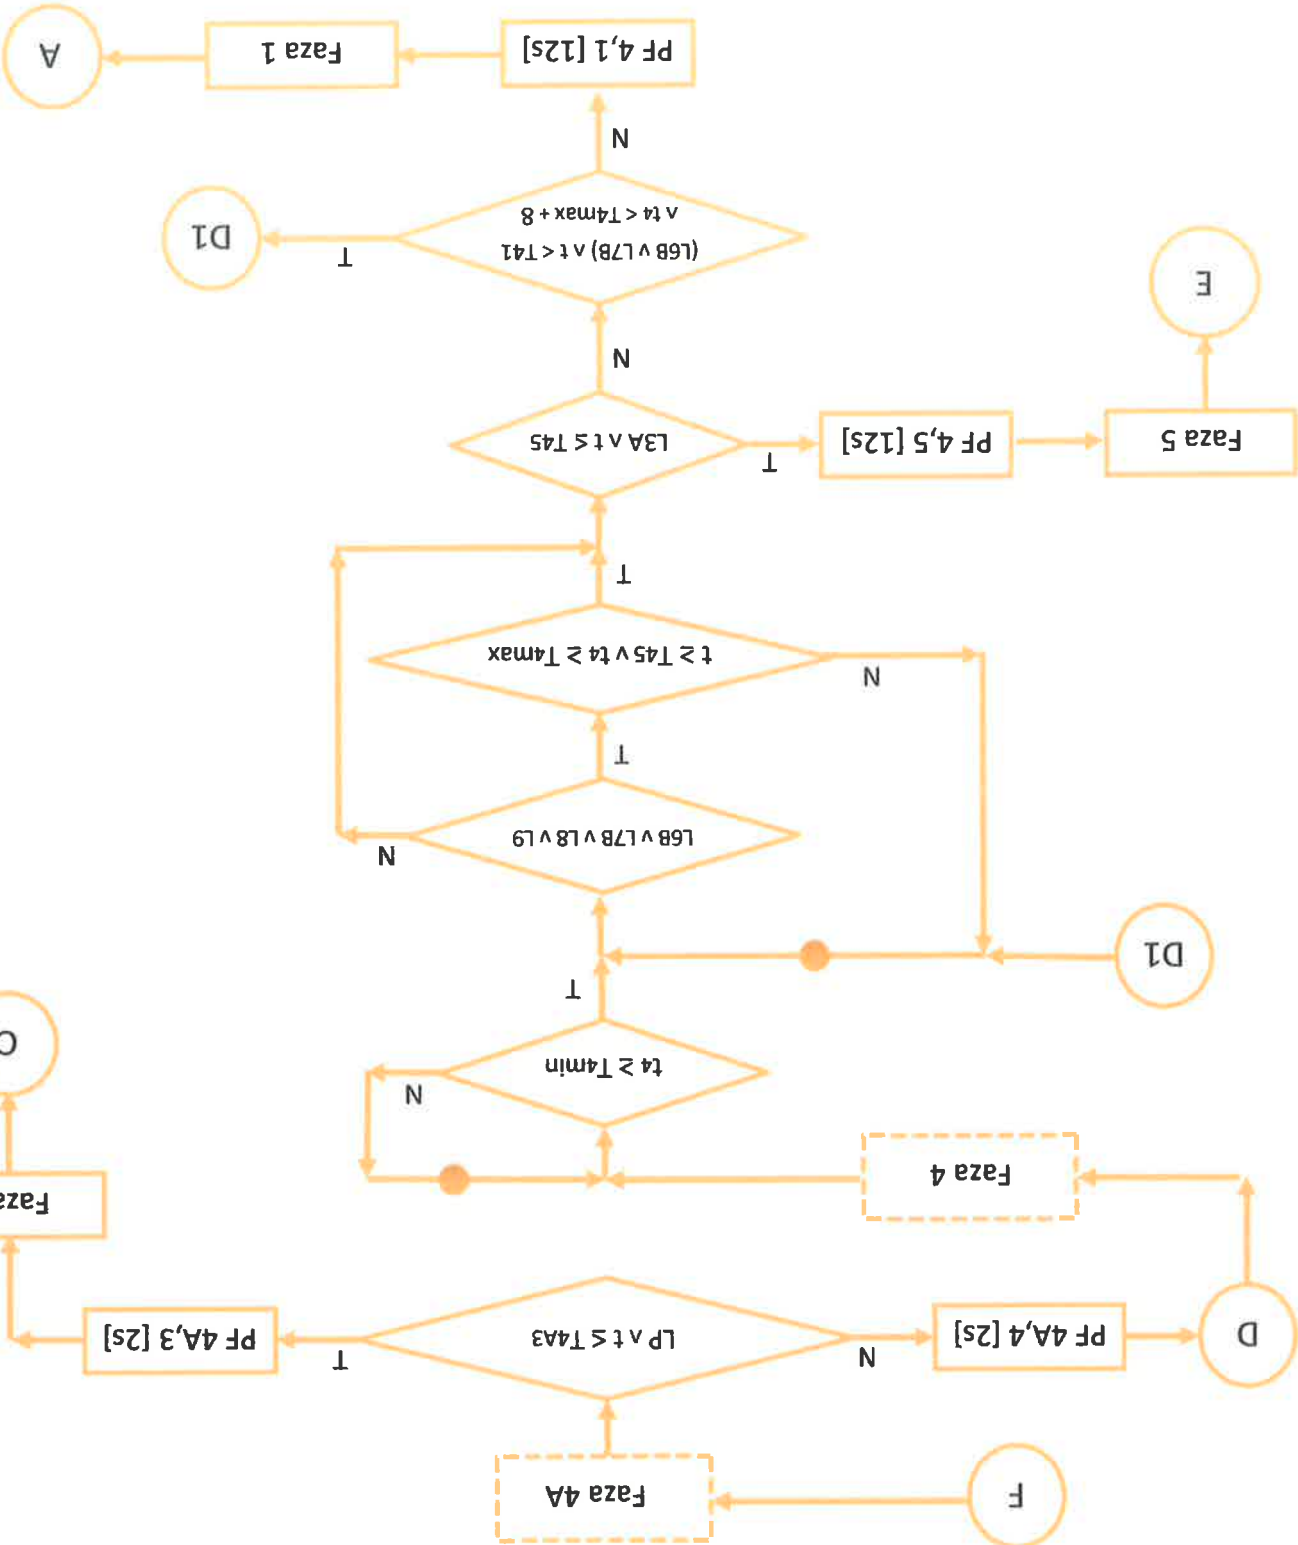 F
Faza 4A
D
PF 4A,4 [2s]
N
LP ∧ t ≤ T4A3
T
PF 4A,3 [2s]
Faza 4
Faza
t4 ≥ T4min
N
C
T
D1
L6B ∨ L7B ∨ L8 ∨ L9
N
T
t ≥ T45 ∨ t4 ≥ T4max
N
T
Faza 5
PF 4,5 [12s]
T
L3A ∧ t ≤ T45
N
E
(L6B ∨ L7B) ∧ t < T41
∧ t4 < T4max + 8
T
D1
N
PF 4,1 [12s]
Faza 1
A